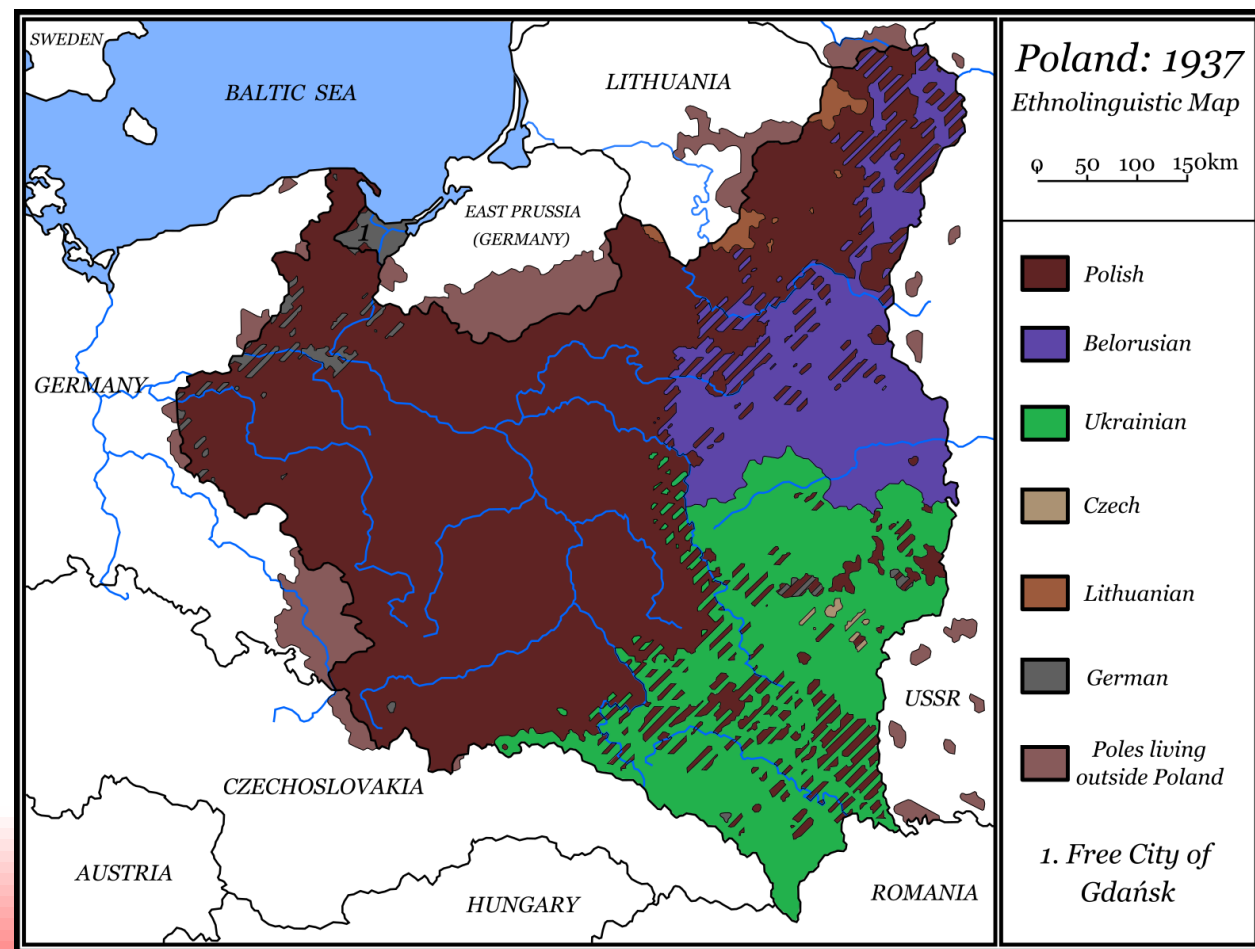 SWEDEN
BALTIC SEA
LITHUANIA
EAST PRUSSIA
(GERMANY)
1
GERMANY
USSR
CZECHOSLOVAKIA
AUSTRIA
HUNGARY
ROMANIA
Poland: 1937
Ethnolinguistic Map
0 50 100 150km
Polish
Belorusian
Ukrainian
Czech
Lithuanian
German
Poles living
outside Poland
1. Free City of
Gdańsk